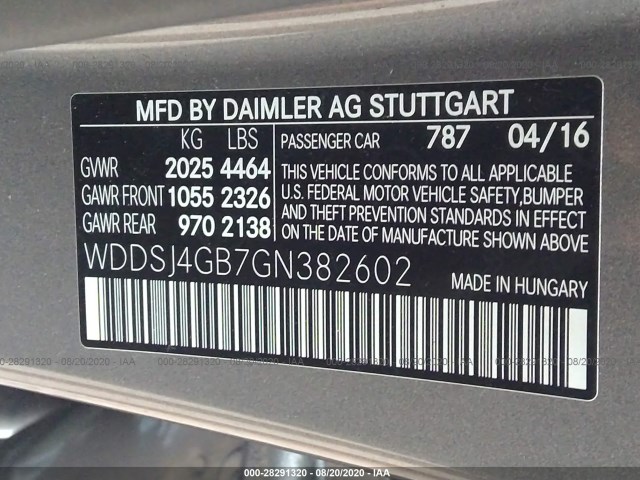 MFD BY DAIMLER AG STUTTGART
KG LBS
PASSENGER CAR 787 04/16
GVWR 2025 4464
GAWR FRONT 1055 2326
GAWR REAR 970 2138
THIS VEHICLE CONFORMS TO ALL APPLICABLE
U.S. FEDERAL MOTOR VEHICLE SAFETY, BUMPER
AND THEFT PREVENTION STANDARDS IN EFFECT
ON THE DATE OF MANUFACTURE SHOWN ABOVE
WDDSJ4GB7GN382602
MADE IN HUNGARY
000-28291320 - 08/20/2020 - IAA